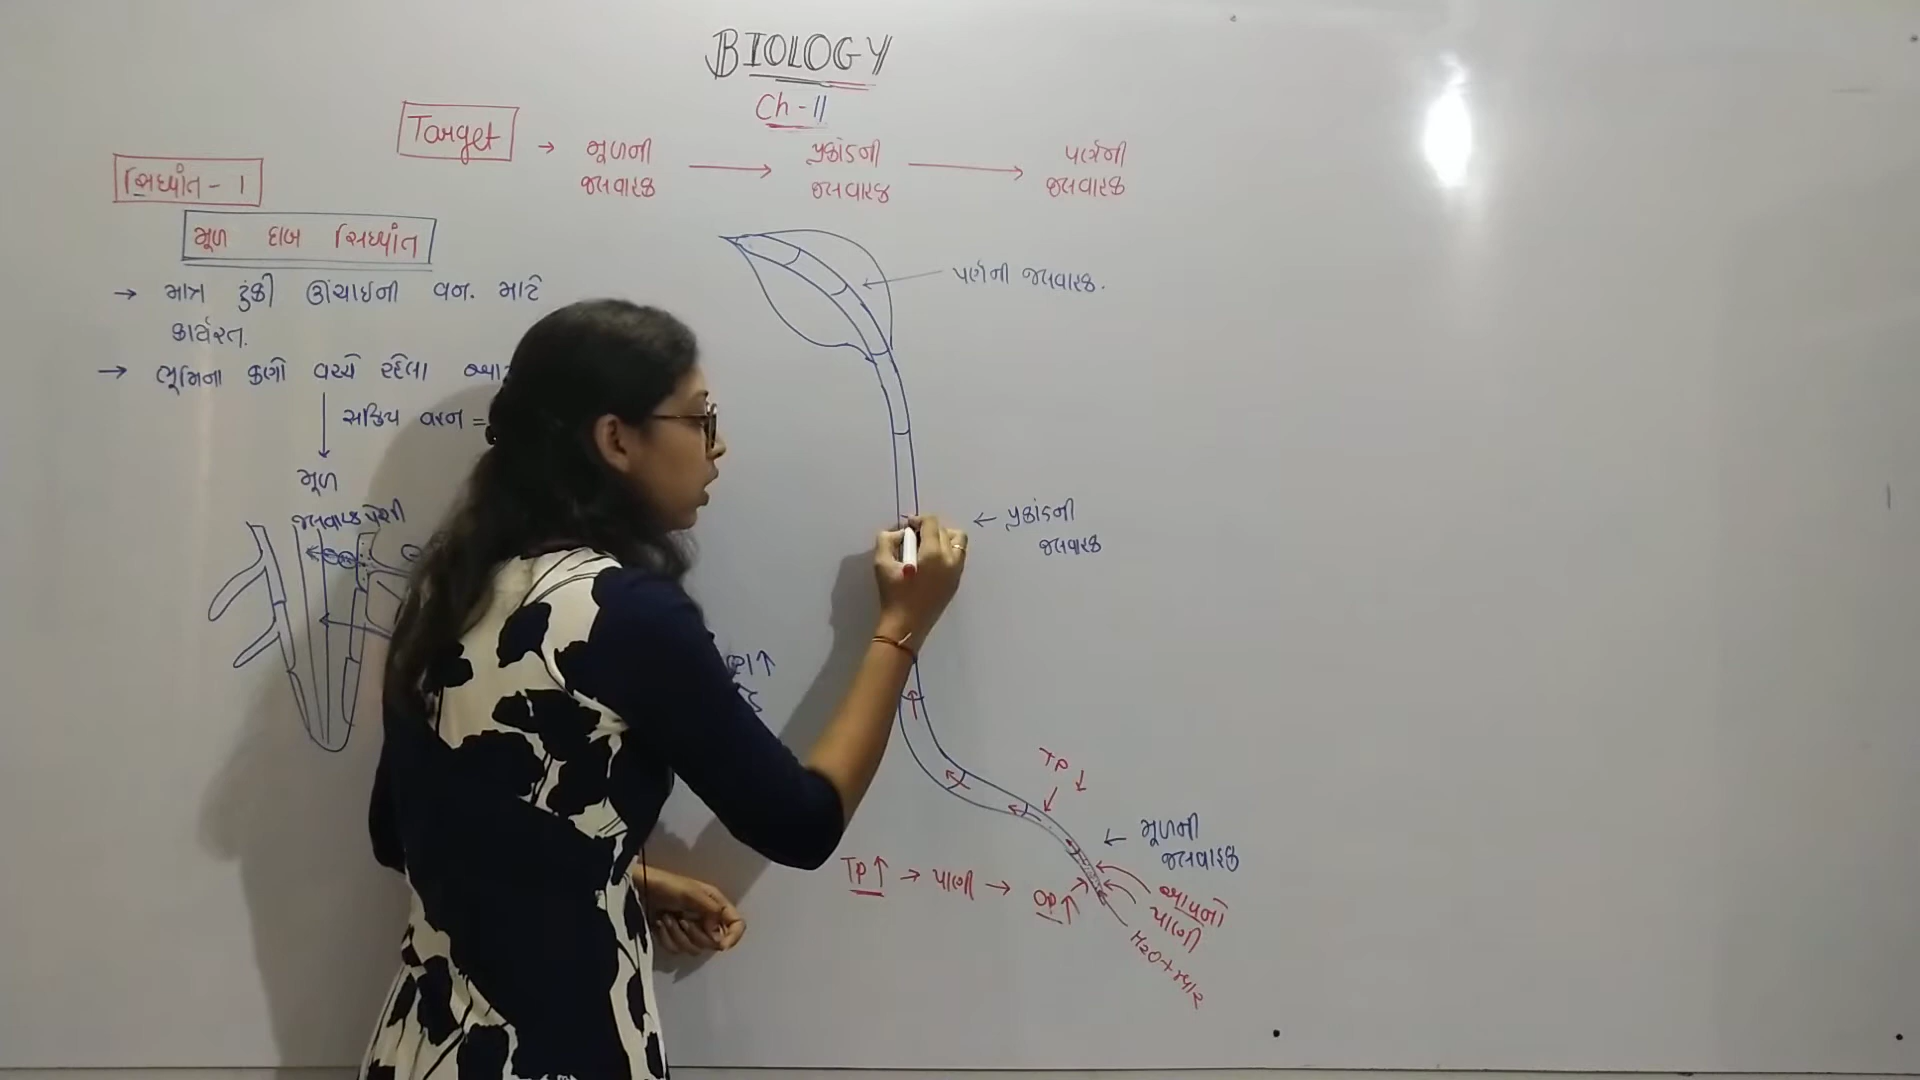 BIOLOGY
Ch-11
Target → મૂળની જલવાહક → પ્રકાંડની જલવાહક → પર્ણની જલવાહક
સિધ્ધાંત - 1
મૂળ દાબ સિધ્ધાંત
→ માત્ર ટુંકી ઊંચાઇની વન. માટે
કાર્યરત.
→ ભૂમિના કણો વચ્ચે રહેલા
સક્રિય વહન =
મૂળ
જલવાહક પેશી
પર્ણની જલવાહક.
← પ્રકાંડની
જલવાહક
TP ↓
← મૂળની
જલવાહક
TP↑ → પાણી → OP↑
આયનો
પાણી
H2O + ક્ષાર